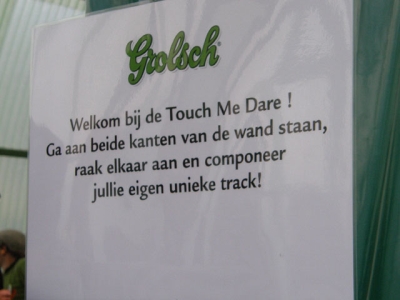 Grolsch
Welkom bij de Touch Me Dare !
Ga aan beide kanten van de wand staan,
raak elkaar aan en componeer
jullie eigen unieke track!